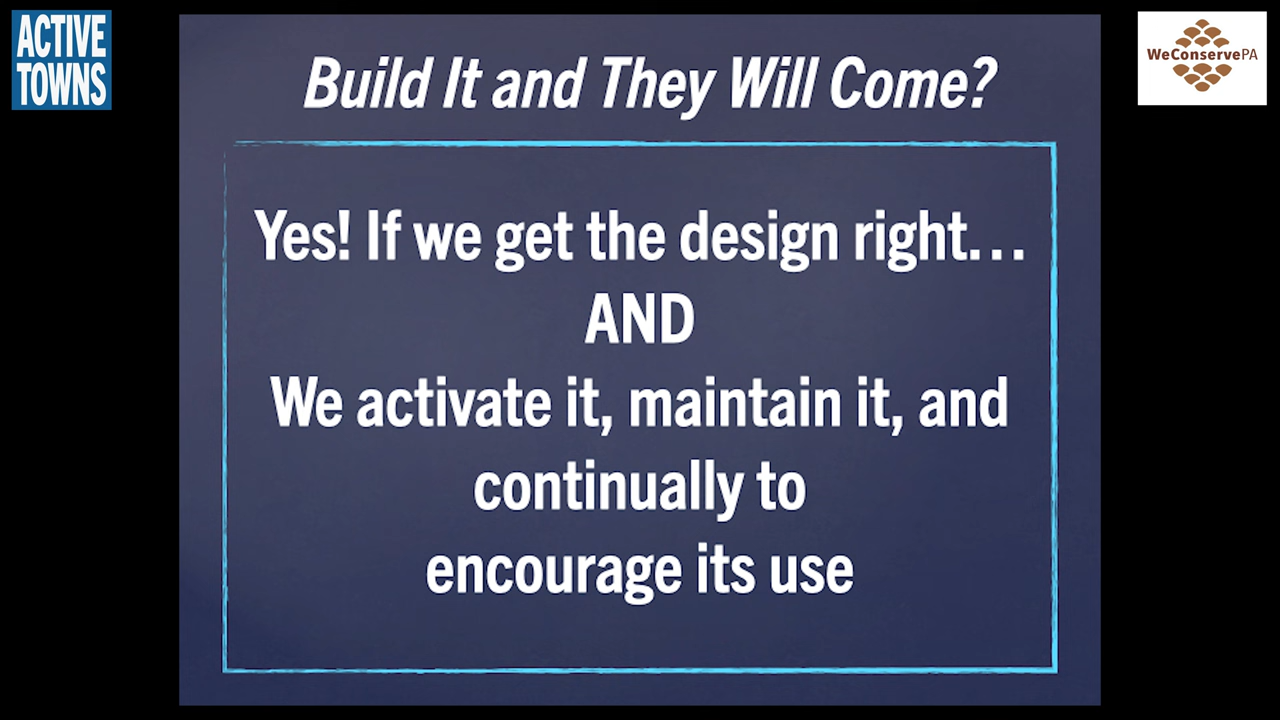 ACTIVE
TOWNS
WeConservePA
Build It and They Will Come?
Yes! If we get the design right...
AND
We activate it, maintain it, and
continually to
encourage its use